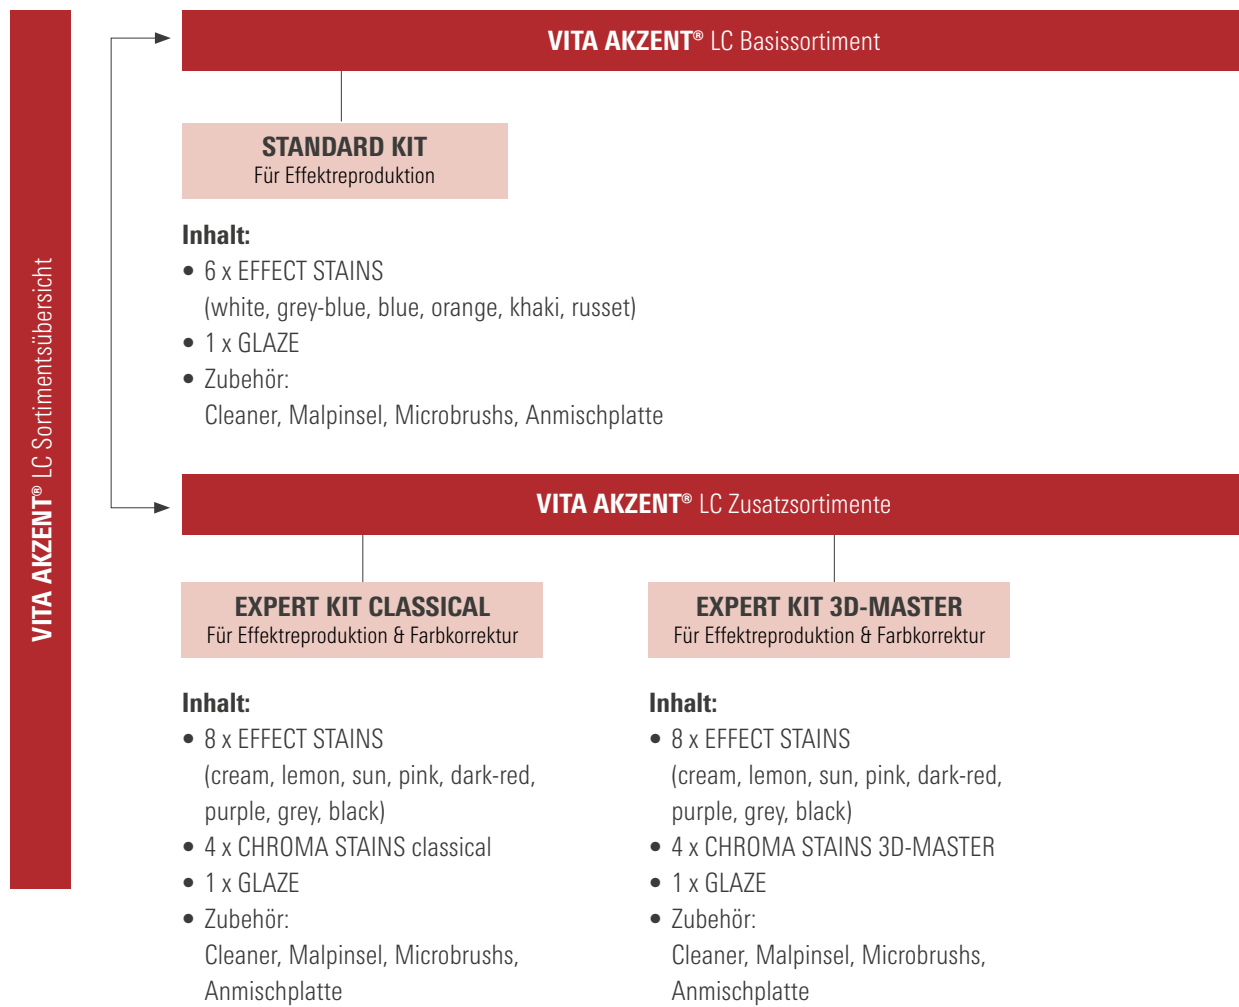 VITA AKZENT® LC Sortimentsübersicht
VITA AKZENT® LC Basissortiment
STANDARD KIT
Für Effektreproduktion
Inhalt:
• 6 x EFFECT STAINS
(white, grey-blue, blue, orange, khaki, russet)
• 1 x GLAZE
• Zubehör:
Cleaner, Malpinsel, Microbrushs, Anmischplatte
VITA AKZENT® LC Zusatzsortimente
EXPERT KIT CLASSICAL
Für Effektreproduktion & Farbkorrektur
Inhalt:
• 8 x EFFECT STAINS
(cream, lemon, sun, pink, dark-red,
purple, grey, black)
• 4 x CHROMA STAINS classical
• 1 x GLAZE
• Zubehör:
Cleaner, Malpinsel, Microbrushs,
Anmischplatte
EXPERT KIT 3D-MASTER
Für Effektreproduktion & Farbkorrektur
Inhalt:
• 8 x EFFECT STAINS
(cream, lemon, sun, pink, dark-red,
purple, grey, black)
• 4 x CHROMA STAINS 3D-MASTER
• 1 x GLAZE
• Zubehör:
Cleaner, Malpinsel, Microbrushs,
Anmischplatte